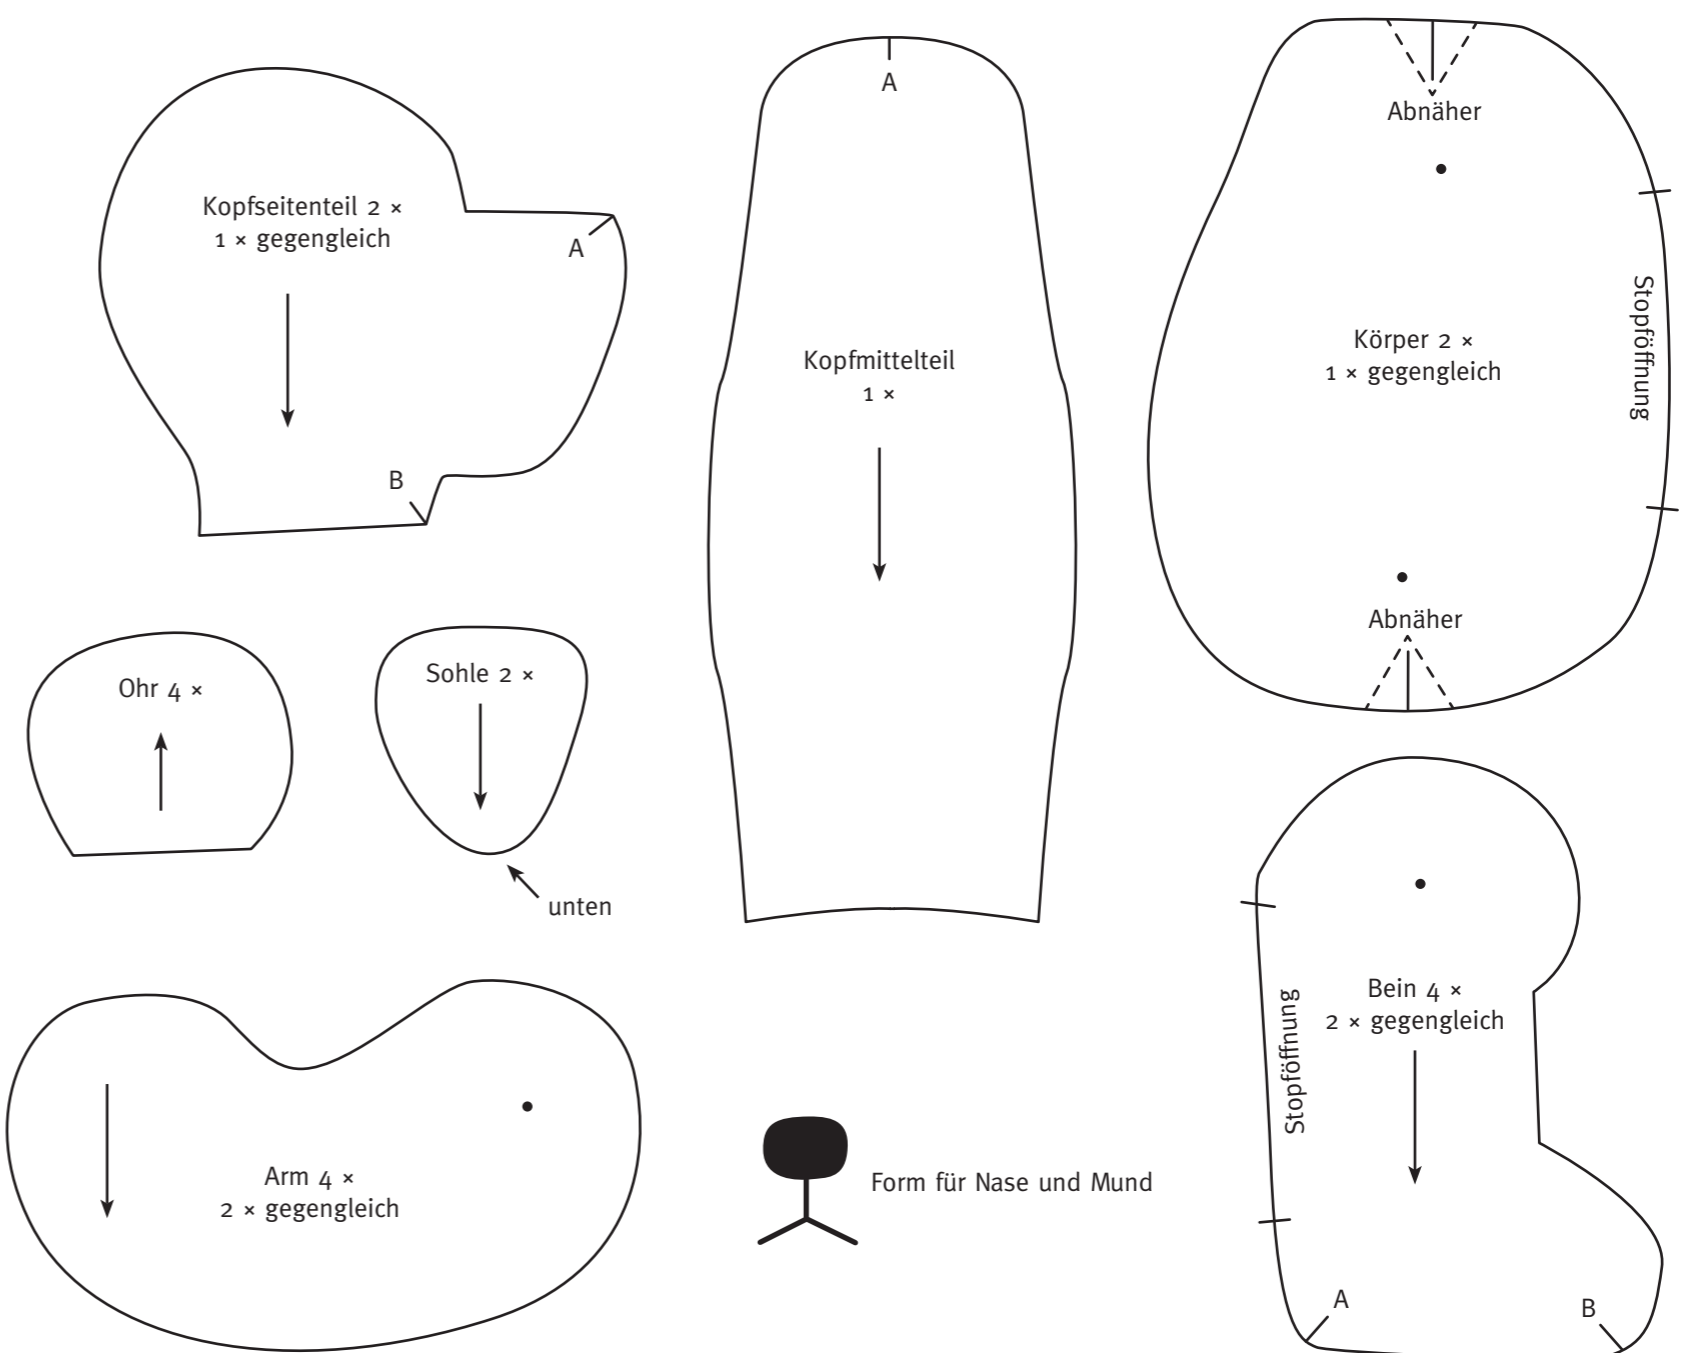 Kopfseitenteil 2 ×
1 × gegengleich
A
B
A
Kopfmittelteil
1 ×
Abnäher
Körper 2 ×
1 × gegengleich
Stopföffnung
Abnäher
Ohr 4 ×
Sohle 2 ×
unten
Arm 4 ×
2 × gegengleich
Form für Nase und Mund
Bein 4 ×
2 × gegengleich
Stopföffnung
A
B